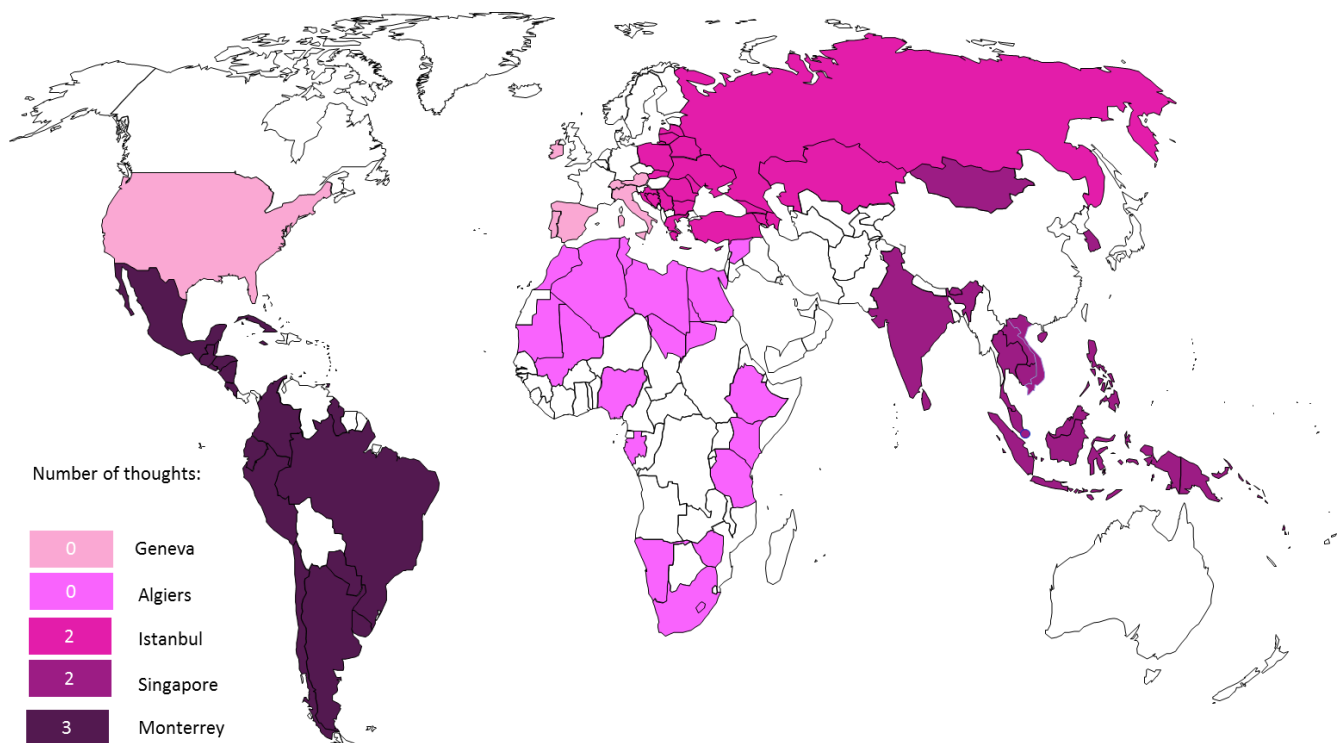 Number of thoughts:
0 Geneva
0 Algiers
2 Istanbul
2 Singapore
3 Monterrey